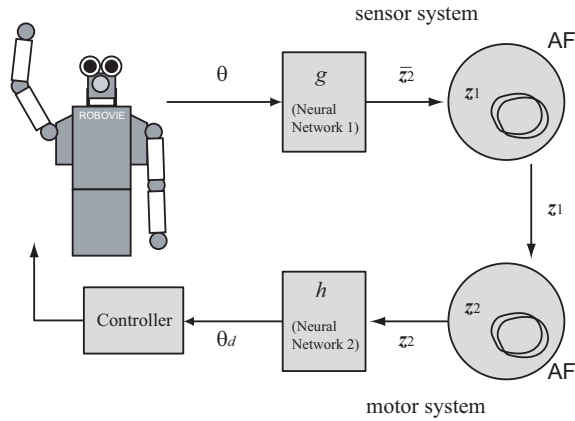 sensor system
AF
θ
g
(Neural
Network 1)
z̄2
z1
ROBOVIE
z1
z2
h
(Neural
Network 2)
z2
θd
Controller
AF
motor system